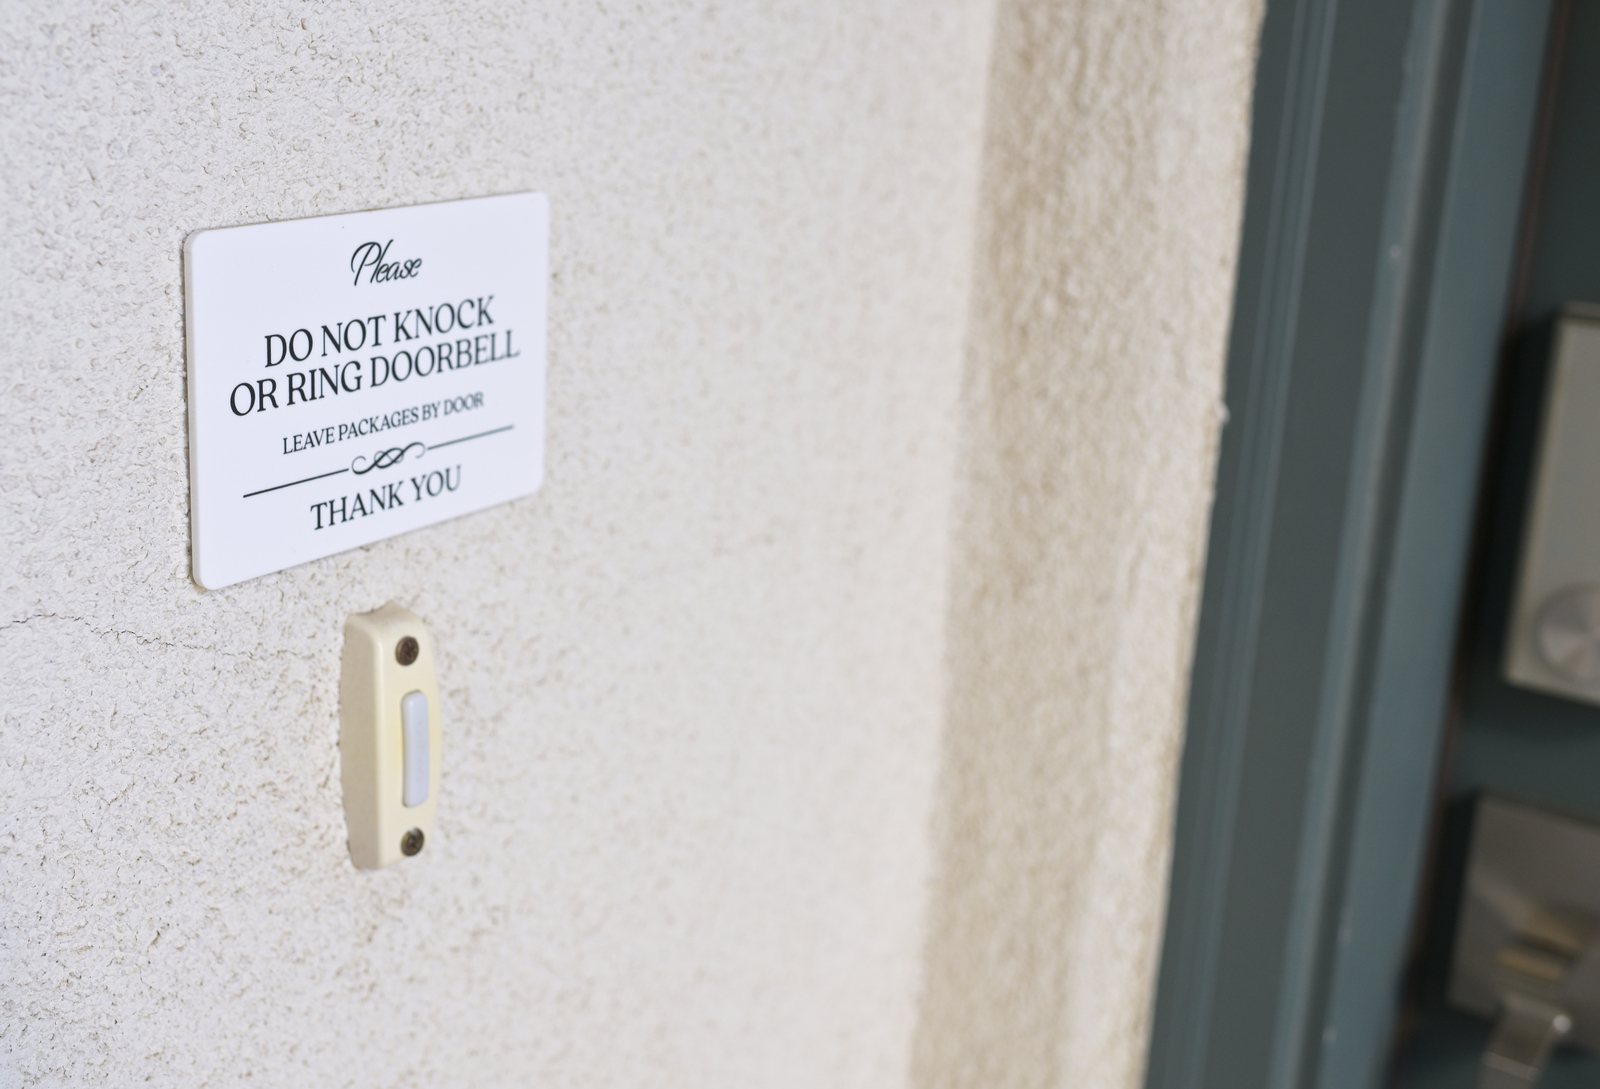 Please
DO NOT KNOCK
OR RING DOORBELL
LEAVE PACKAGES BY DOOR
THANK YOU